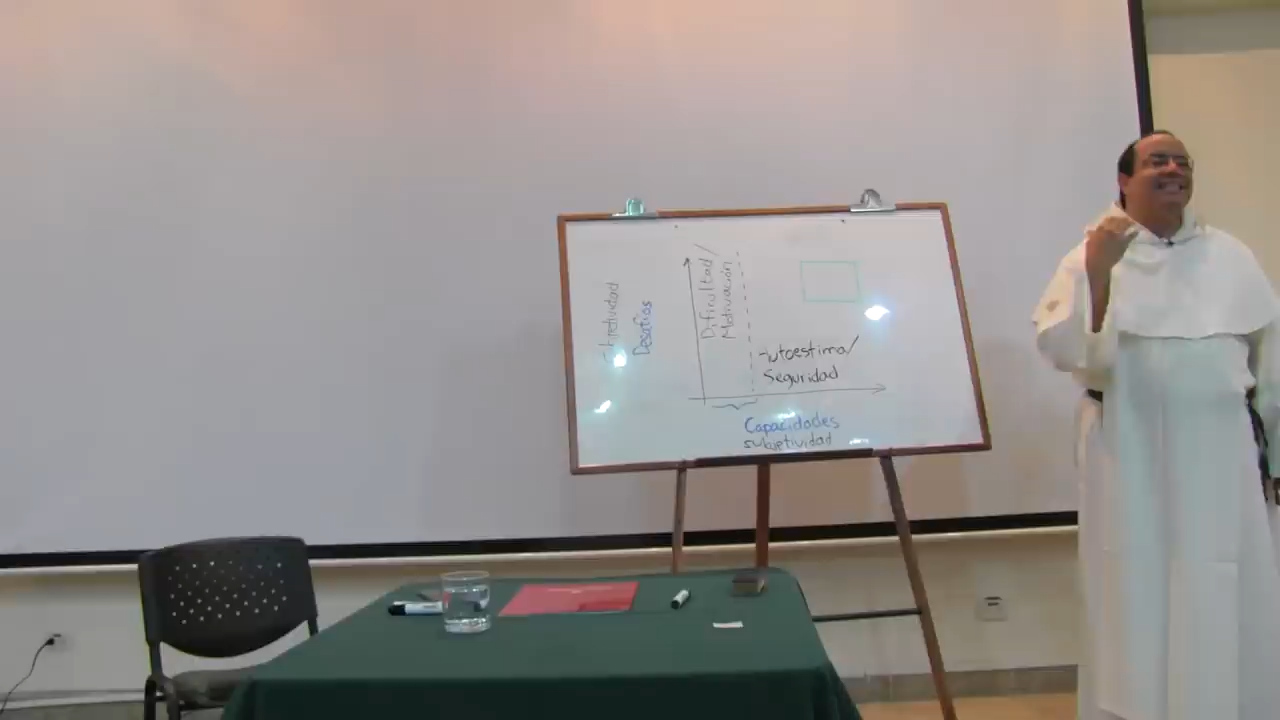 Objetividad
Desafíos
Dificultad/
Motivación
Autoestima/
Seguridad
Capacidades
subjetividad